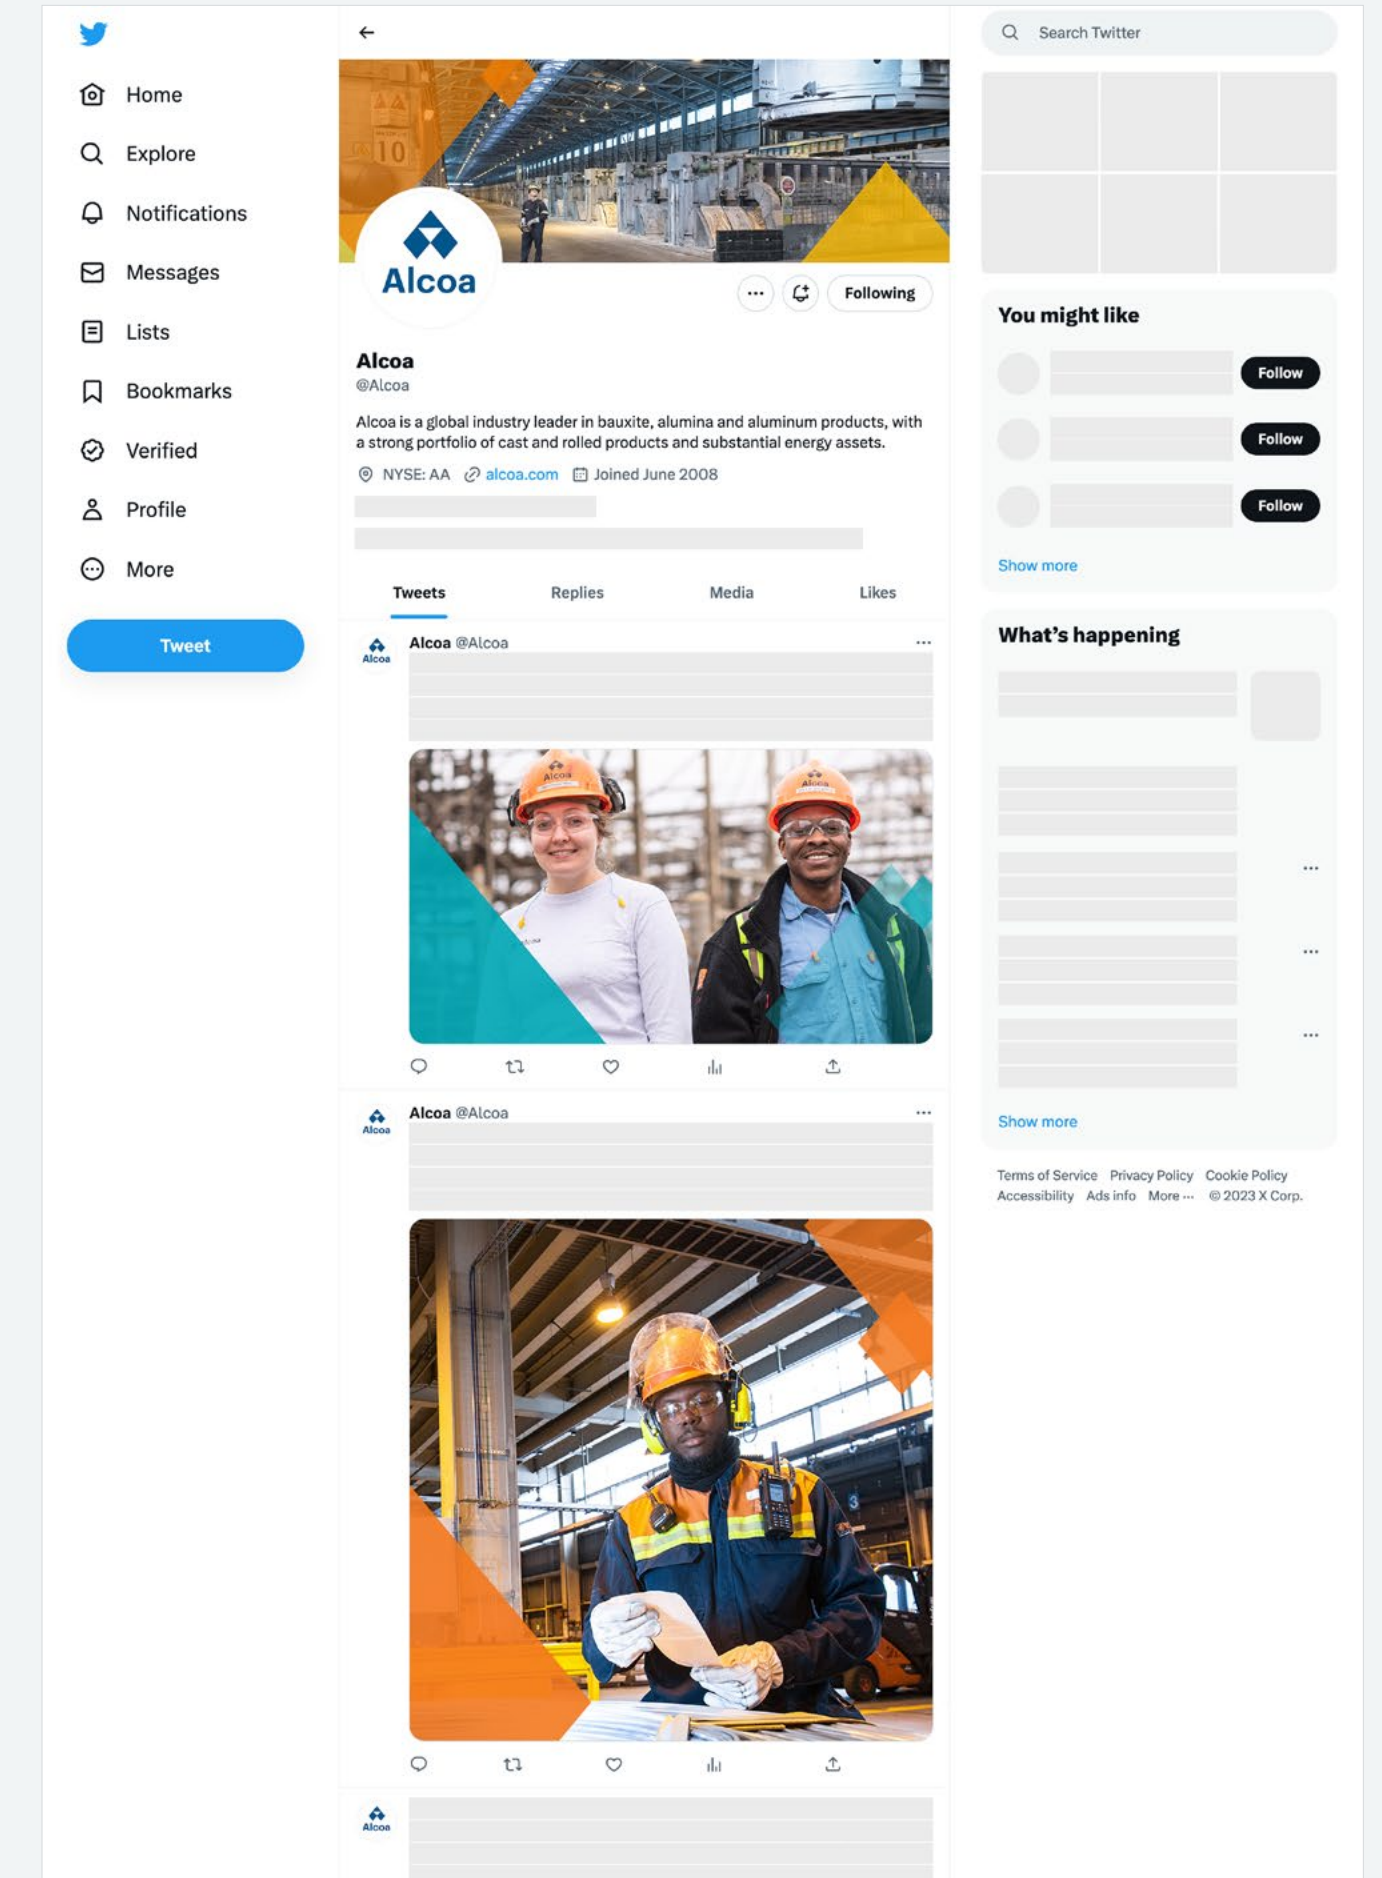 Home
Explore
Notifications
Messages
Lists
Bookmarks
Verified
Profile
More
Tweet
10
Alcoa
Following
Alcoa
@Alcoa
Alcoa is a global industry leader in bauxite, alumina and aluminum products, with
a strong portfolio of cast and rolled products and substantial energy assets.
NYSE: AA alcoa.com Joined June 2008
Tweets Replies Media Likes
Alcoa
Alcoa @Alcoa
Alcoa
Alcoa
Alcoa
Alcoa @Alcoa
3
Alcoa
Search Twitter
You might like
Follow
Follow
Follow
Show more
What's happening
Show more
Terms of Service Privacy Policy Cookie Policy
Accessibility Ads info More ··· © 2023 X Corp.